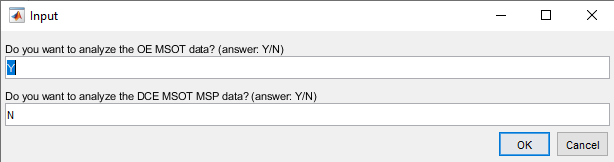 Input
Do you want to analyze the OE MSOT data? (answer: Y/N)
Y
Do you want to analyze the DCE MSOT MSP data? (answer: Y/N)
N
OK Cancel